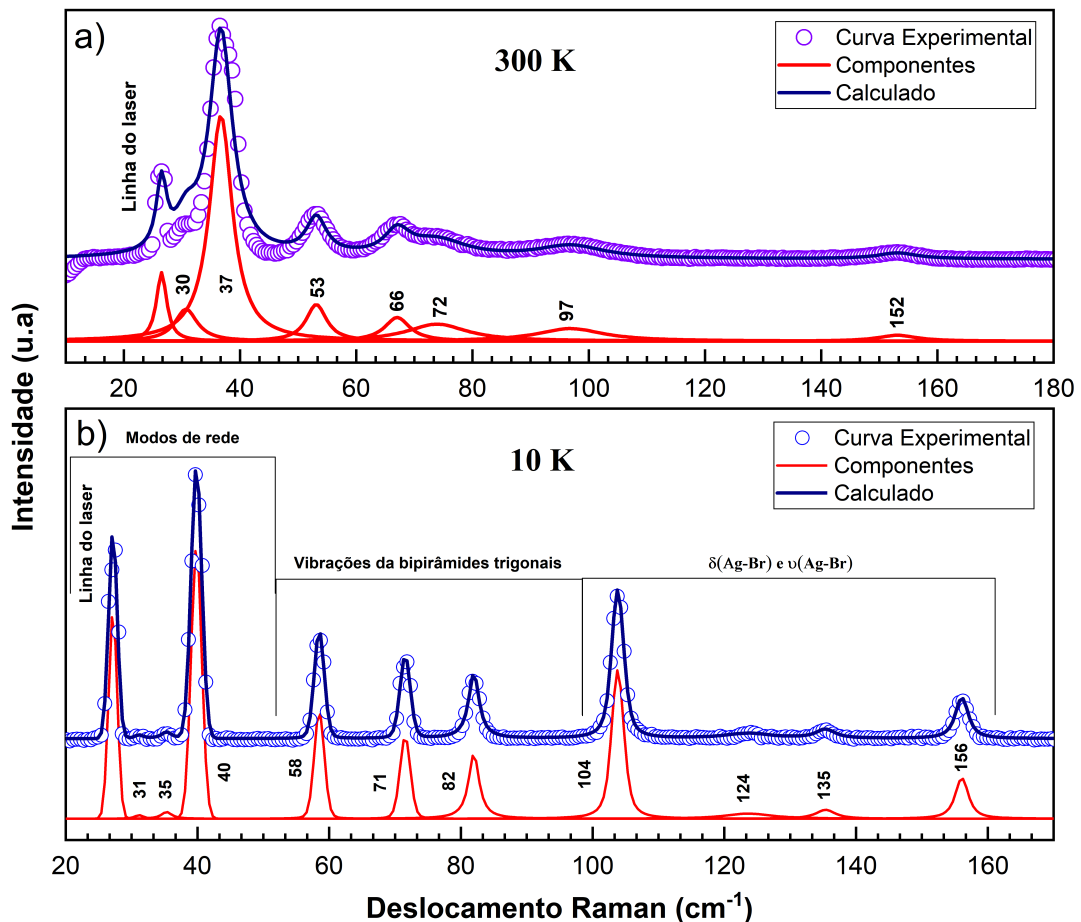 a)
300 K
Curva Experimental
Componentes
Calculado
Linha do laser
30
37
53
66
72
97
152
20 40 60 80 100 120 140 160 180
Intensidade (u.a)
b)
Modos de rede
10 K
Curva Experimental
Componentes
Calculado
Linha do laser
Vibrações da bipirâmides trigonais
δ(Ag-Br) e υ(Ag-Br)
31
35
40
58
71
82
104
124
135
156
20 40 60 80 100 120 140 160
Deslocamento Raman (cm⁻¹)